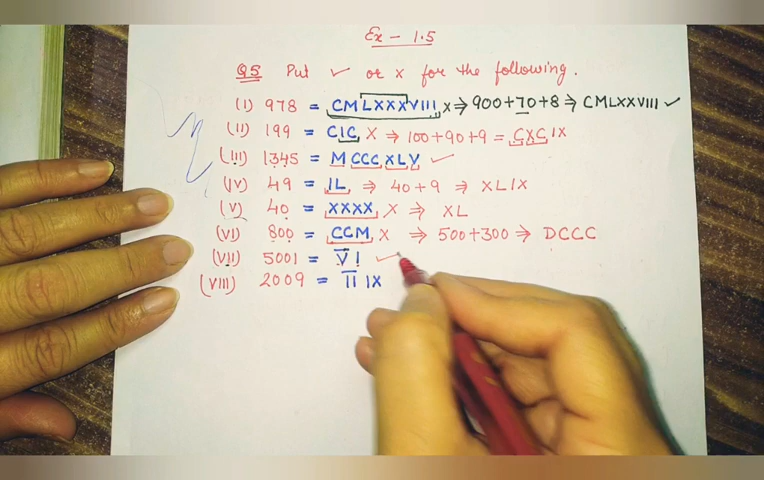 Ex - 1.5
Q5 Put ✓ or x for the following.
(I) 978 = CMLXXXVIII x ⇒ 900+70+8 ⇒ CMLXXVIII ✓
(II) 199 = CIC X ⇒ 100+90+9 = CXCIX
(III) 1345 = MCCCXLV ✓
(IV) 49 = IL ⇒ 40+9 ⇒ XLIX
(V) 40 = XXXX X ⇒ XL
(VI) 800 = CCM X ⇒ 500+300 ⇒ DCCC
(VII) 5001 = V̅I ✓
(VIII) 2009 = I̅I̅ IX